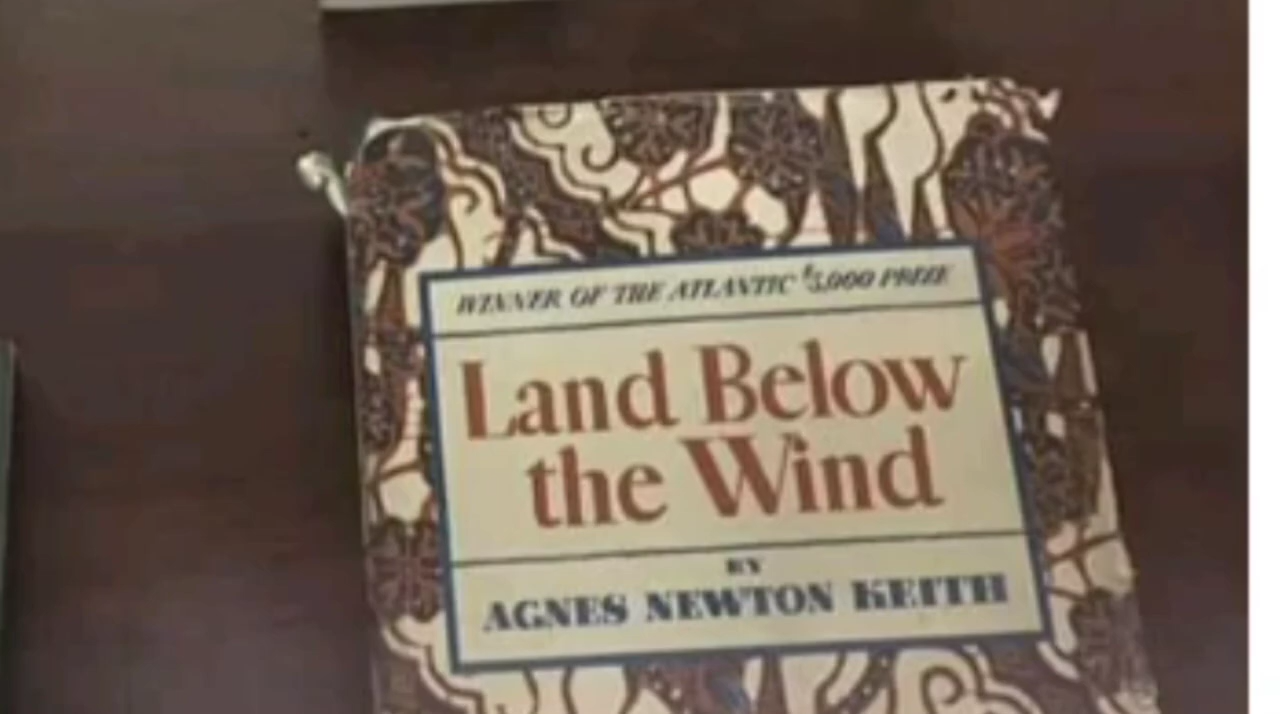 WINNER OF THE ATLANTIC $5,000 PRIZE
Land Below
the Wind
BY
AGNES NEWTON KEITH